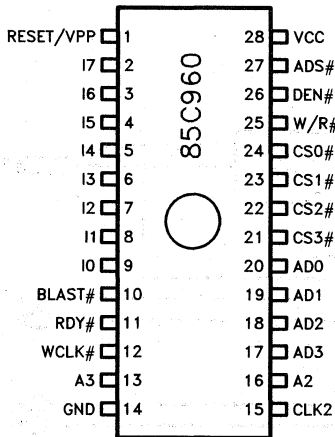 RESET/VPP 1 28 VCC
I7 2 27 ADS#
I6 3 26 DEN#
I5 4 25 W/R#
I4 5 24 CS0#
I3 6 23 CS1#
I2 7 22 CS2#
I1 8 21 CS3#
I0 9 20 AD0
BLAST# 10 19 AD1
RDY# 11 18 AD2
WCLK# 12 17 AD3
A3 13 16 A2
GND 14 15 CLK2
85C960